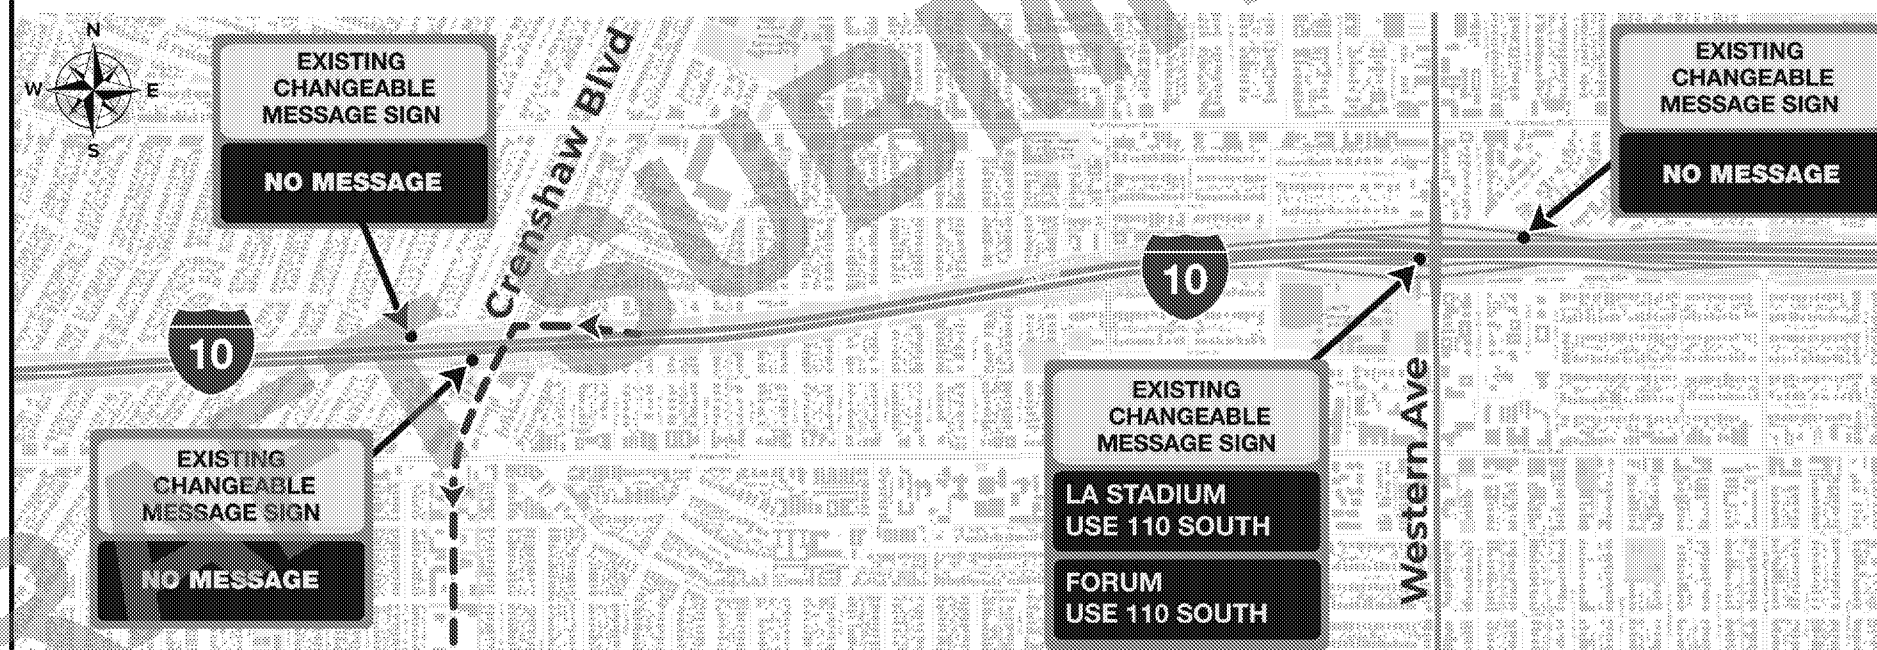 N
W
E
S
EXISTING
CHANGEABLE
MESSAGE SIGN
NO MESSAGE
Crenshaw Blvd
EXISTING
CHANGEABLE
MESSAGE SIGN
NO MESSAGE
10
10
EXISTING
CHANGEABLE
MESSAGE SIGN
NO MESSAGE
EXISTING
CHANGEABLE
MESSAGE SIGN
LA STADIUM
USE 110 SOUTH
FORUM
USE 110 SOUTH
Western Ave
SUBM